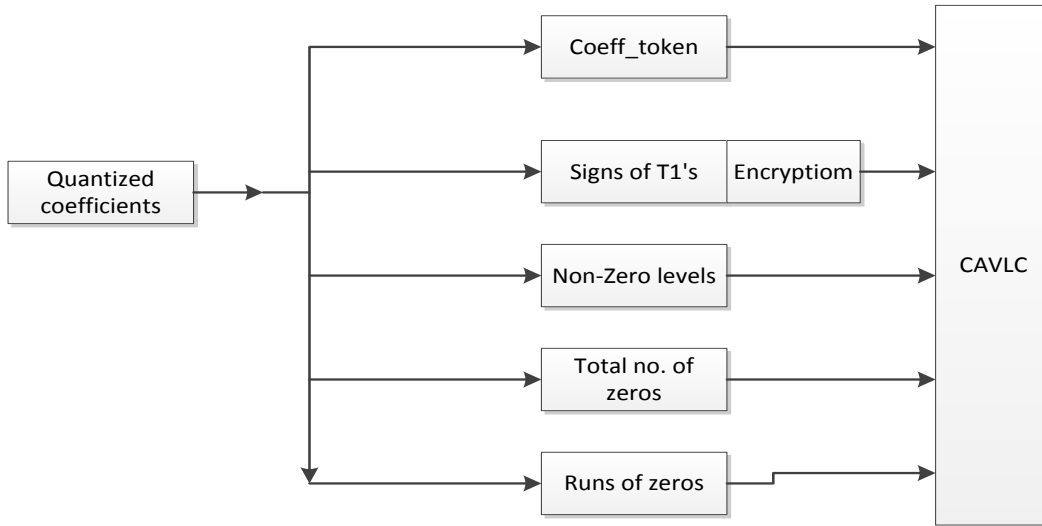 Coeff_token
Signs of T1's
Encryptiom
Quantized
coefficients
Non-Zero levels
CAVLC
Total no. of
zeros
Runs of zeros